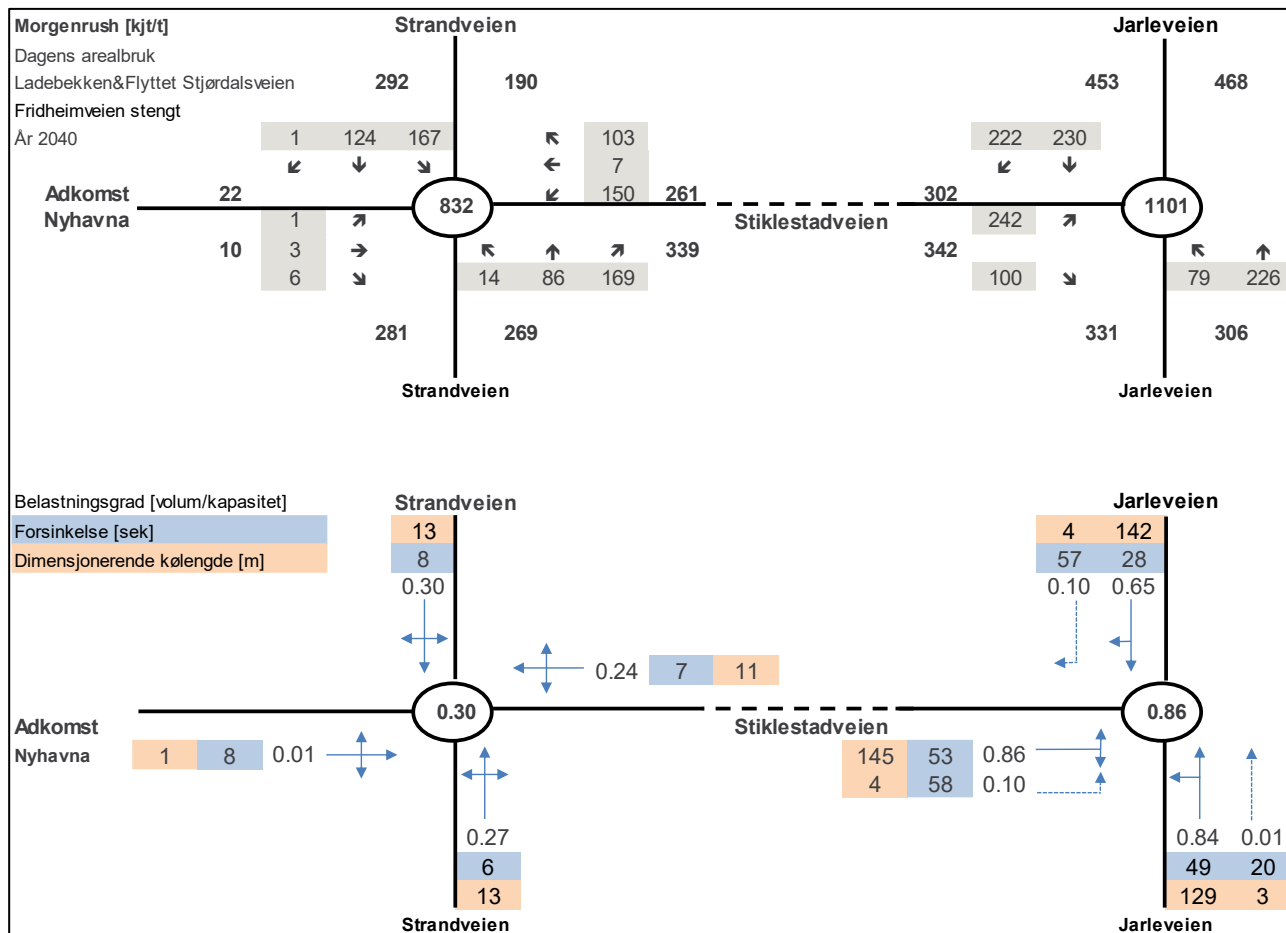 Morgenrush [kjt/t] Strandveien Jarleveien
Dagens arealbruk
Ladebekken&Flyttet Stjørdalsveien 292 190 453 468
Fridheimveien stengt
År 2040 1 124 167 103 222 230
7
Adkomst 22 832 150 261 302 1101
Nyhavna 1 Stiklestadveien 242
10 3 339 342
6 14 86 169 100 79 226
281 269 331 306
Strandveien Jarleveien
Belastningsgrad [volum/kapasitet] Strandveien Jarleveien
Forsinkelse [sek] 13 4 142
Dimensjonerende kølengde [m] 8 57 28
0.30 0.10 0.65
0.24 7 11
Adkomst 0.30 Stiklestadveien 0.86
Nyhavna 1 8 0.01 145 53 0.86
4 58 0.10
0.27 0.84 0.01
6 49 20
13 129 3
Strandveien Jarleveien